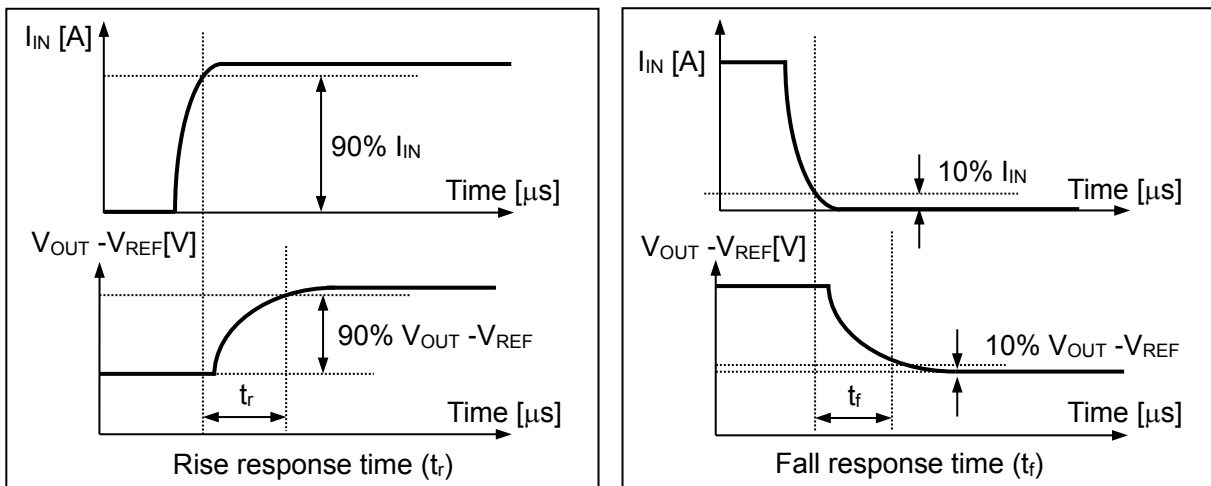 I_IN [A]
90% I_IN
Time [μs]
V_OUT -V_REF[V]
90% V_OUT -V_REF
t_r
Time [μs]
Rise response time (t_r)
I_IN [A]
10% I_IN
Time [μs]
V_OUT -V_REF[V]
10% V_OUT -V_REF
t_f
Time [μs]
Fall response time (t_f)